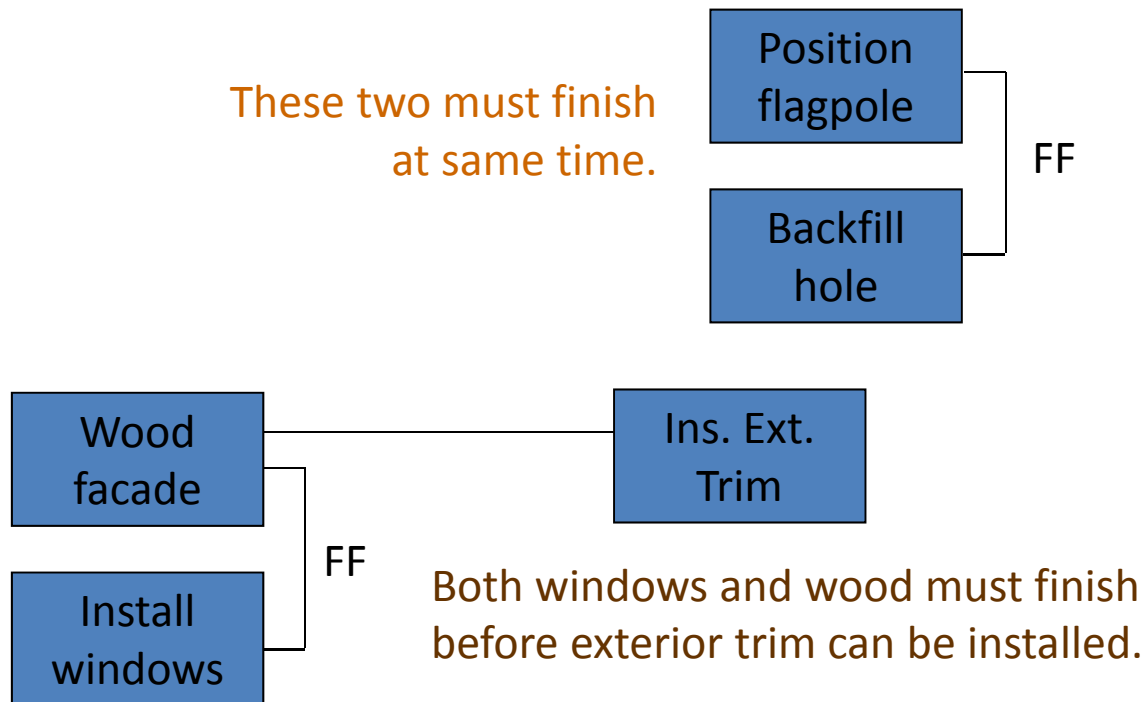 Position
flagpole
These two must finish
at same time.
FF
Backfill
hole
Wood
facade
Ins. Ext.
Trim
FF
Install
windows
Both windows and wood must finish
before exterior trim can be installed.